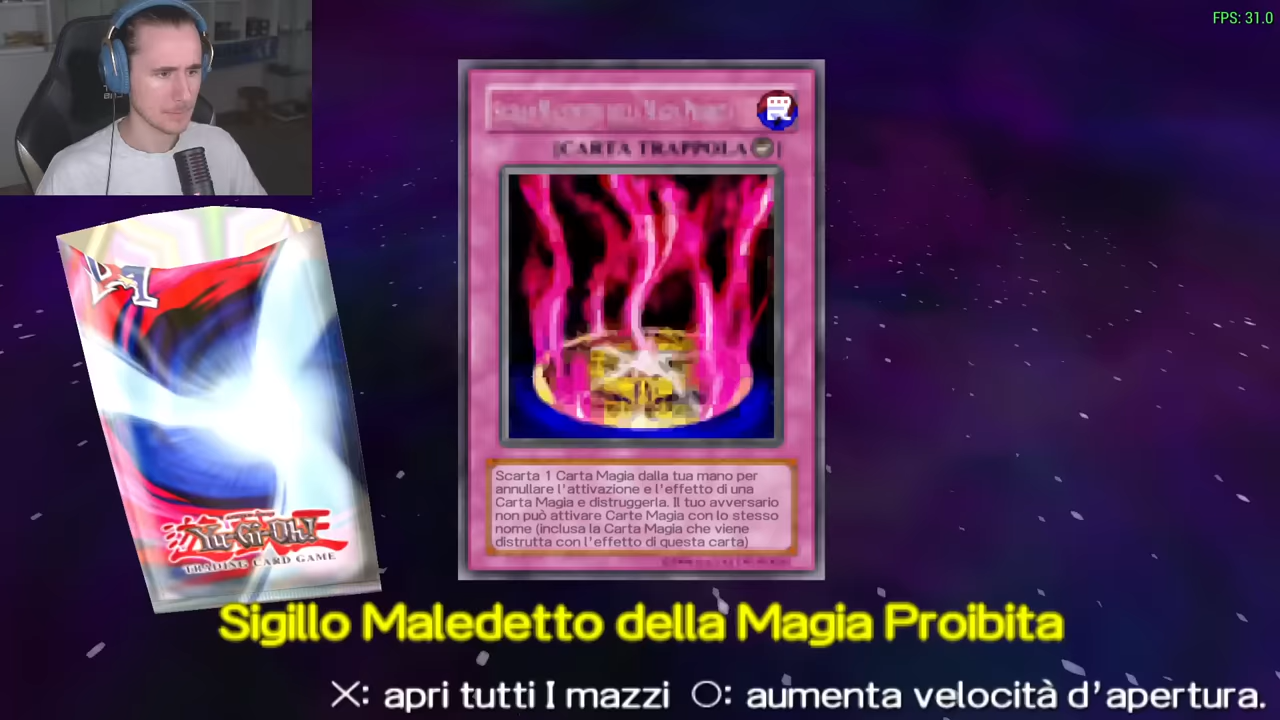 FPS: 31.0
[CARTA TRAPPOLA]
Scarta 1 Carta Magia dalla tua mano per
annullare l'attivazione e l'effetto di una
Carta Magia e distruggerla. Il tuo avversario
non può attivare Carte Magia con lo stesso
nome (inclusa la Carta Magia che viene
distrutta con l'effetto di questa carta)
Yu-Gi-Oh!
TRADING CARD GAME
Sigillo Maledetto della Magia Proibita
X: apri tutti I mazzi O: aumenta velocità d'apertura.